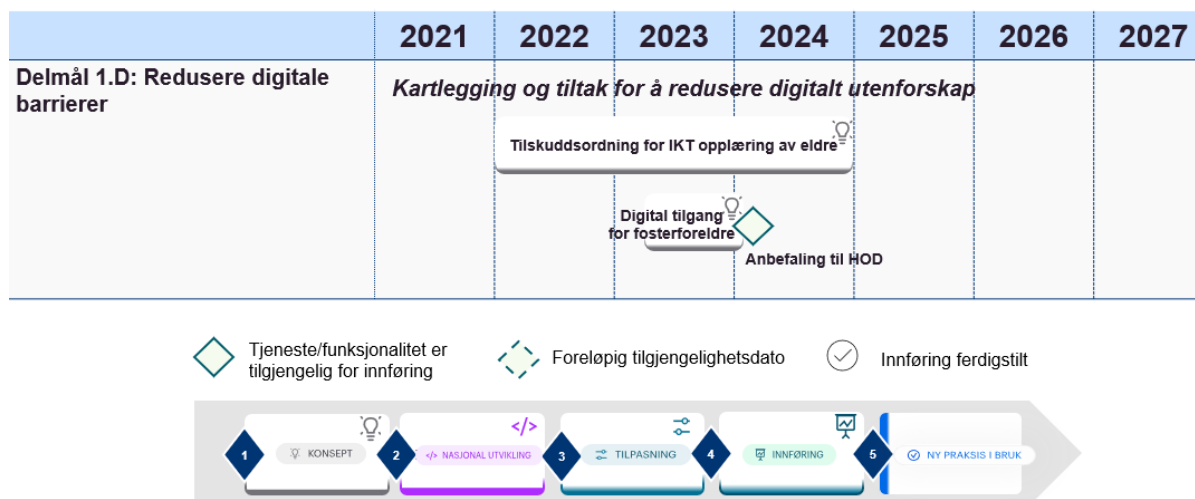 2021 2022 2023 2024 2025 2026 2027
Delmål 1.D: Redusere digitale
barrierer
Kartlegging og tiltak for å redusere digitalt utenforskap
Tilskuddsordning for IKT opplæring av eldre
Digital tilgang
for fosterforeldre
Anbefaling til HOD
Tjeneste/funksjonalitet er
tilgjengelig for innføring
Foreløpig tilgjengelighetsdato
Innføring ferdigstilt
1 KONSEPT 2 </> </> NASJONAL UTVIKLING 3 TILPASNING 4 INNFØRING 5 NY PRAKSIS I BRUK